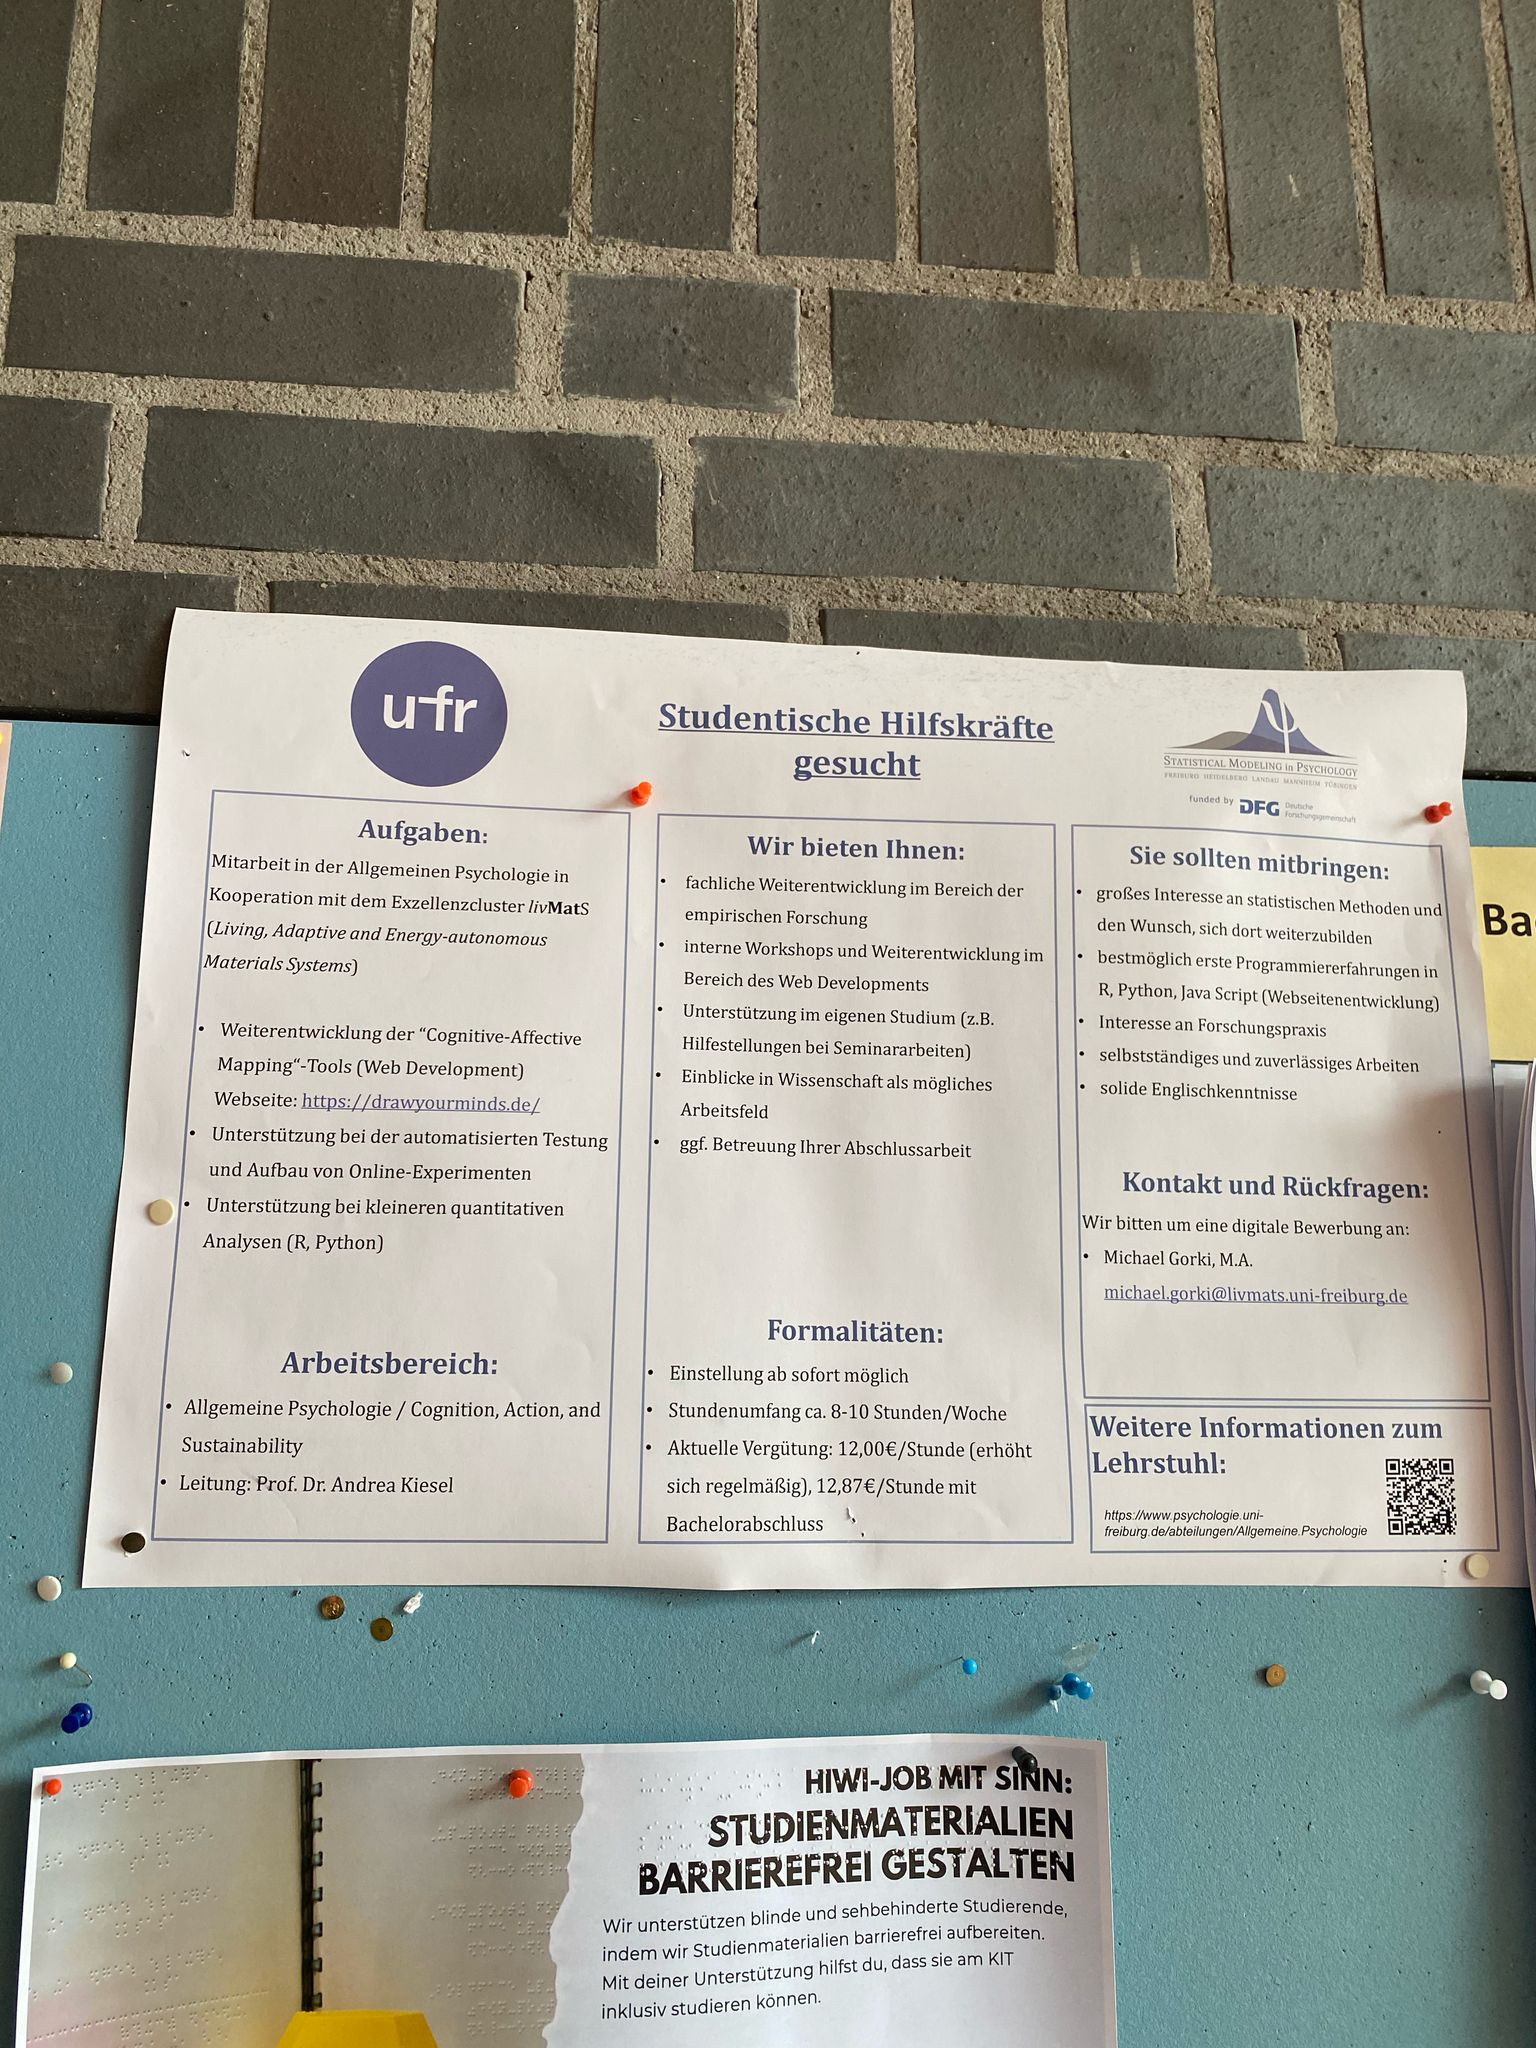 ufr
Studentische Hilfskräfte
gesucht
STATISTICAL MODELING in PSYCHOLOGY
FREIBURG HEIDELBERG LANDAU MANNHEIM TÜBINGEN
funded by DFG Deutsche
Forschungsgemeinschaft
Aufgaben:
Mitarbeit in der Allgemeinen Psychologie in
Kooperation mit dem Exzellenzcluster livMatS
(Living, Adaptive and Energy-autonomous
Materials Systems)
• Weiterentwicklung der “Cognitive-Affective
Mapping“-Tools (Web Development)
Webseite: https://drawyourminds.de/
• Unterstützung bei der automatisierten Testung
und Aufbau von Online-Experimenten
• Unterstützung bei kleineren quantitativen
Analysen (R, Python)
Arbeitsbereich:
• Allgemeine Psychologie / Cognition, Action, and
Sustainability
• Leitung: Prof. Dr. Andrea Kiesel
Wir bieten Ihnen:
• fachliche Weiterentwicklung im Bereich der
empirischen Forschung
• interne Workshops und Weiterentwicklung im
Bereich des Web Developments
• Unterstützung im eigenen Studium (z.B.
Hilfestellungen bei Seminararbeiten)
• Einblicke in Wissenschaft als mögliches
Arbeitsfeld
• ggf. Betreuung Ihrer Abschlussarbeit
Formalitäten:
• Einstellung ab sofort möglich
• Stundenumfang ca. 8-10 Stunden/Woche
• Aktuelle Vergütung: 12,00€/Stunde (erhöht
sich regelmäßig), 12,87€/Stunde mit
Bachelorabschluss
Sie sollten mitbringen:
• großes Interesse an statistischen Methoden und
den Wunsch, sich dort weiterzubilden
• bestmöglich erste Programmiererfahrungen in
R, Python, Java Script (Webseitenentwicklung)
• Interesse an Forschungspraxis
• selbstständiges und zuverlässiges Arbeiten
• solide Englischkenntnisse
Kontakt und Rückfragen:
Wir bitten um eine digitale Bewerbung an:
• Michael Gorki, M.A.
michael.gorki@livmats.uni-freiburg.de
Weitere Informationen zum
Lehrstuhl:
https://www.psychologie.uni-
freiburg.de/abteilungen/Allgemeine.Psychologie
Ba
HIWI-JOB MIT SINN:
STUDIENMATERIALIEN
BARRIEREFREI GESTALTEN
Wir unterstützen blinde und sehbehinderte Studierende,
indem wir Studienmaterialien barrierefrei aufbereiten.
Mit deiner Unterstützung hilfst du, dass sie am KIT
inklusiv studieren können.